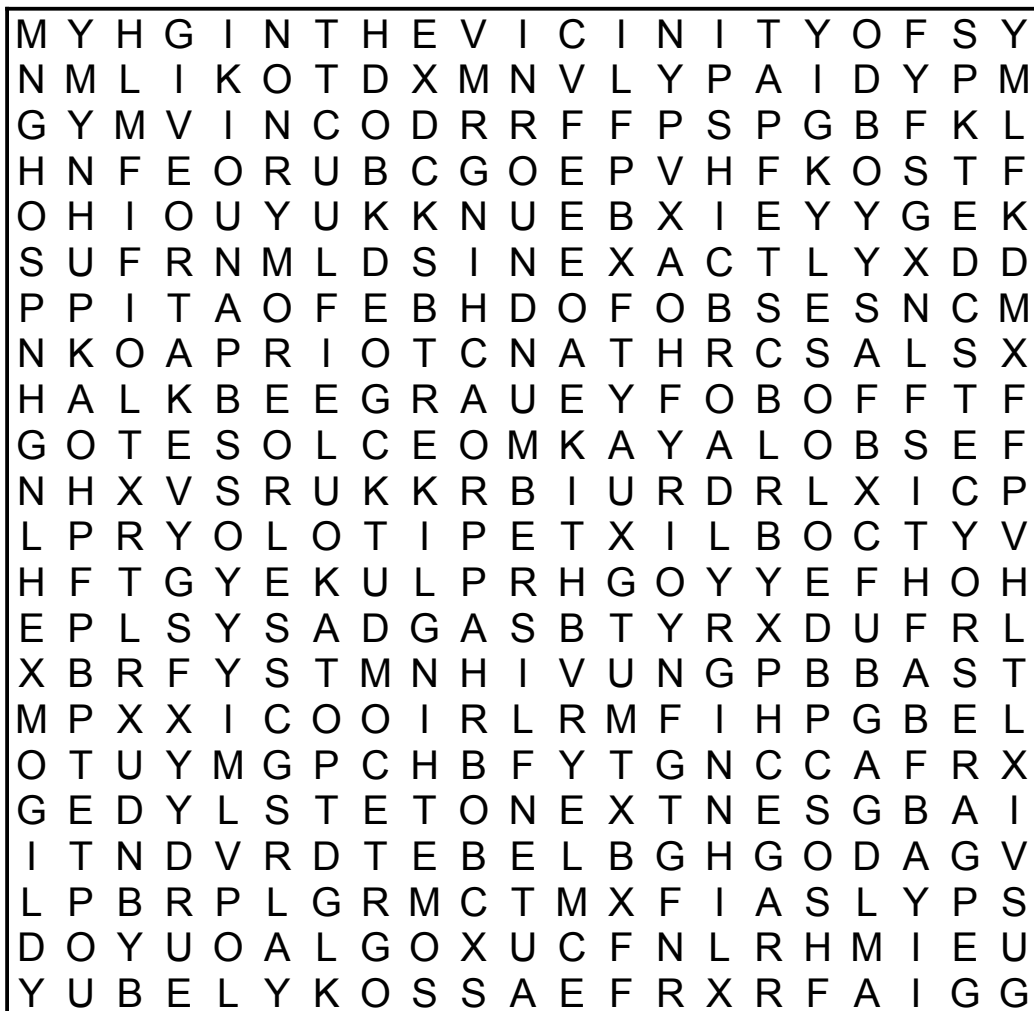 M Y H G I N T H E V I C I N I T Y O F S Y
N M L I K O T D X M N V L Y P A I D Y P M
G Y M V I N C O D R R F F P S P G B F K L
H N F E O R U B C G O E P V H F K O S T F
O H I O U Y U K K N U E B X I E Y Y G E K
S U F R N M L D S I N E X A C T L Y X D D
P P I T A O F E B H D O F O B S E S N C M
N K O A P R I O T C N A T H R C S A L S X
H A L K B E E G R A U E Y F O B O F F T F
G O T E S O L C E O M K A Y A L O B S E F
N H X V S R U K K R B I U R D R L X I C P
L P R Y O L O T I P E T X I L B O C T Y V
H F T G Y E K U L P R H G O Y Y E F H O H
E P L S Y S A D G A S B T Y R X D U F R L
X B R F Y S T M N H I V U N G P B B A S T
M P X X I C O O I R L R M F I H P G B E L
O T U Y M G P C H B F Y T G N C C A F R X
G E D Y L S T E T O N E X T N E S G B A I
I T N D V R D T E B E L B G H G O D A G V
L P B R P L G R M C T M X F I A S L Y P S
D O Y U O A L G O X U C F N L R H M I E U
Y U B E L Y K O S S A E F R X R F A I G G